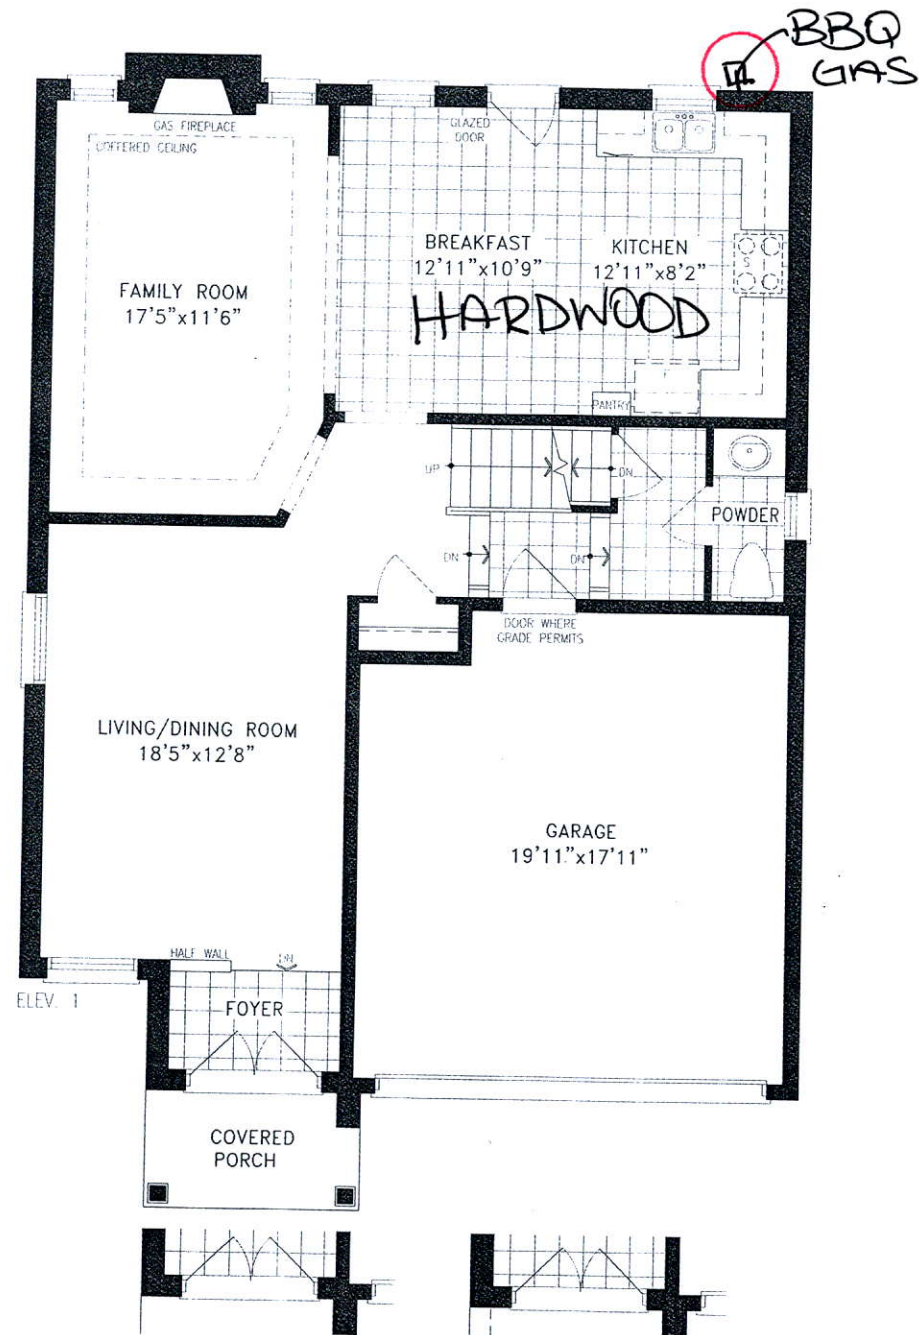 BBQ
GAS
GAS FIREPLACE
COFFERED CEILING
GLAZED
DOOR
BREAKFAST
12'11"x10'9"
KITCHEN
12'11"x8'2"
S
FAMILY ROOM
17'5"x11'6"
HARDWOOD
PANTRY
UP
DN
POWDER
DN
DN
DOOR WHERE
GRADE PERMITS
LIVING/DINING ROOM
18'5"x12'8"
GARAGE
19'11"x17'11"
HALF WALL
DN
ELEV. 1
FOYER
COVERED
PORCH